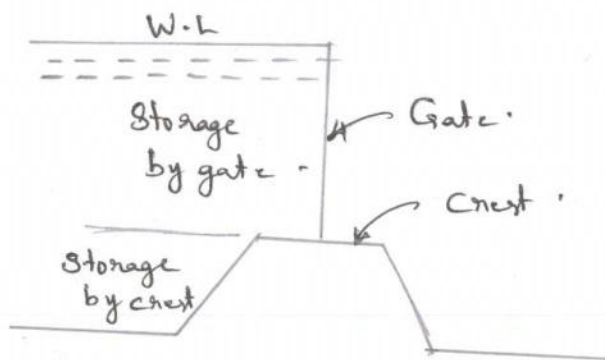 W.L
Storage
by gate
Gate.
Crest.
Storage
by crest